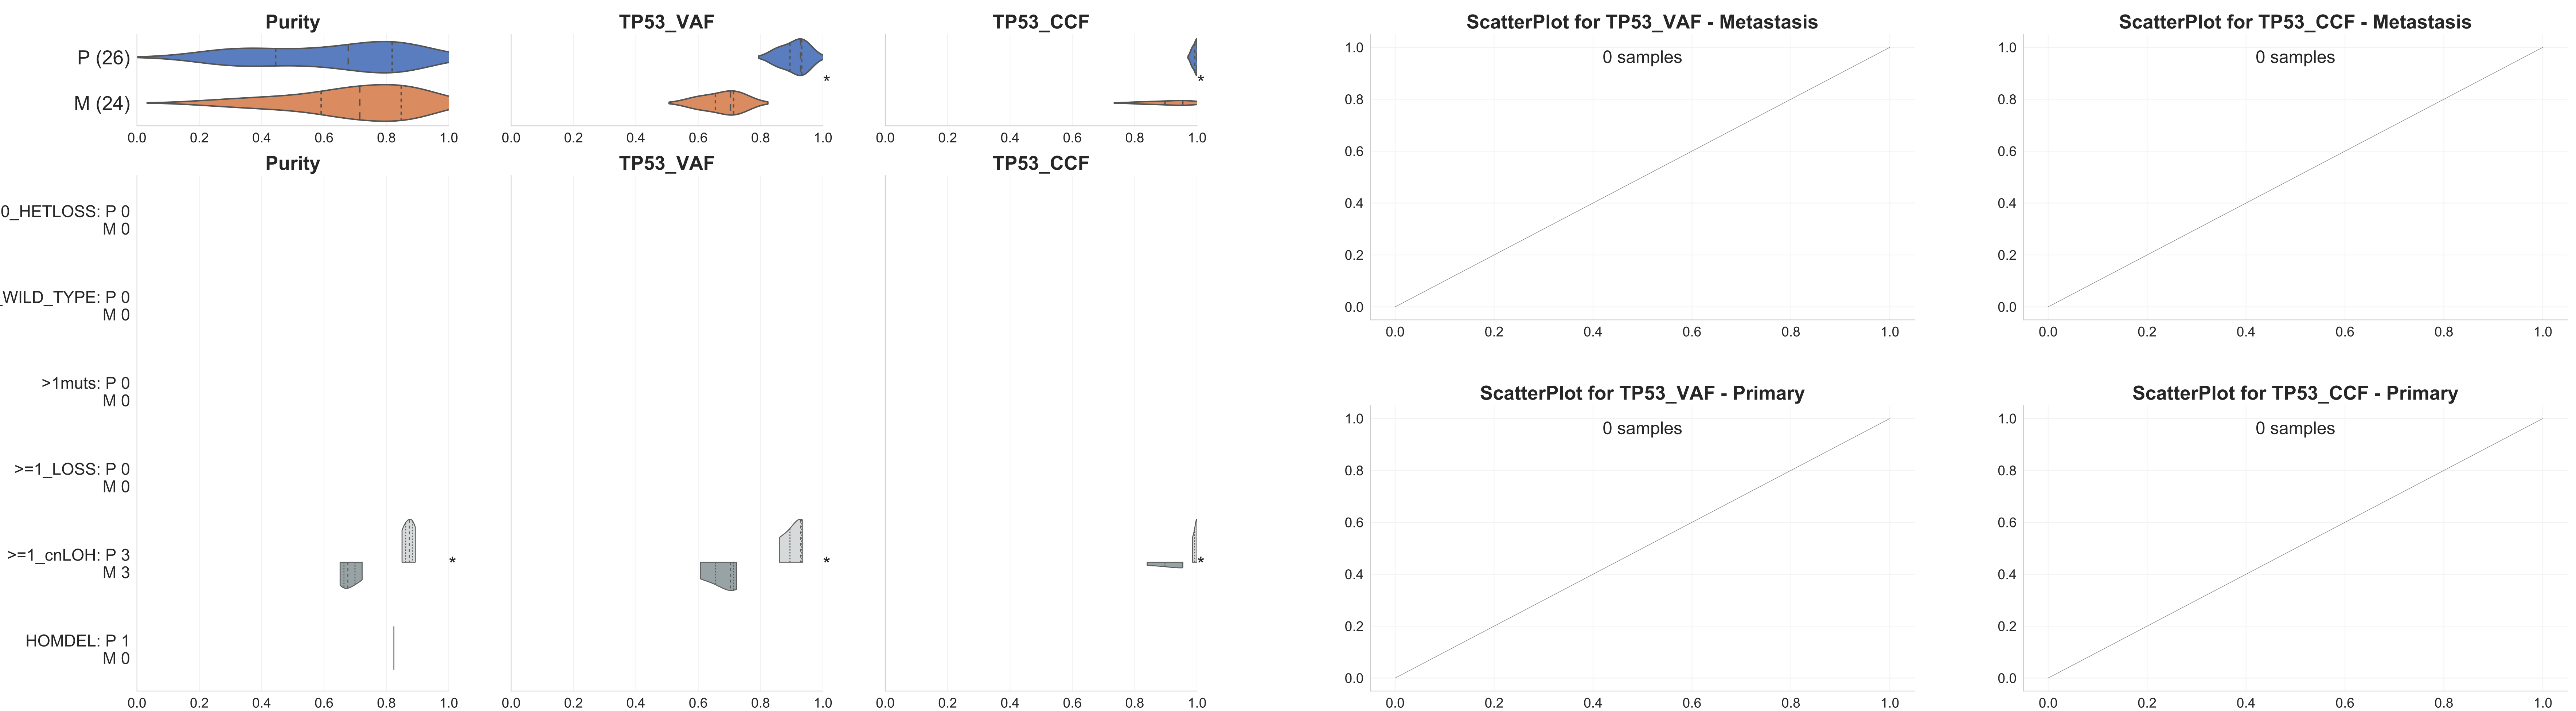 Purity
TP53_VAF
TP53_CCF
P (26)
*
*
M (24)
0.0 0.2 0.4 0.6 0.8 1.0
0.0 0.2 0.4 0.6 0.8 1.0
0.0 0.2 0.4 0.6 0.8 1.0
Purity
TP53_VAF
TP53_CCF
0_HETLOSS: P 0
M 0
_WILD_TYPE: P 0
M 0
>1muts: P 0
M 0
>=1_LOSS: P 0
M 0
>=1_cnLOH: P 3
M 3
*
*
*
HOMDEL: P 1
M 0
0.0 0.2 0.4 0.6 0.8 1.0
0.0 0.2 0.4 0.6 0.8 1.0
0.0 0.2 0.4 0.6 0.8 1.0
ScatterPlot for TP53_VAF - Metastasis
0 samples
1.0
0.8
0.6
0.4
0.2
0.0
0.0 0.2 0.4 0.6 0.8 1.0
ScatterPlot for TP53_CCF - Metastasis
0 samples
1.0
0.8
0.6
0.4
0.2
0.0
0.0 0.2 0.4 0.6 0.8 1.0
ScatterPlot for TP53_VAF - Primary
0 samples
1.0
0.8
0.6
0.4
0.2
0.0
0.0 0.2 0.4 0.6 0.8 1.0
ScatterPlot for TP53_CCF - Primary
0 samples
1.0
0.8
0.6
0.4
0.2
0.0
0.0 0.2 0.4 0.6 0.8 1.0